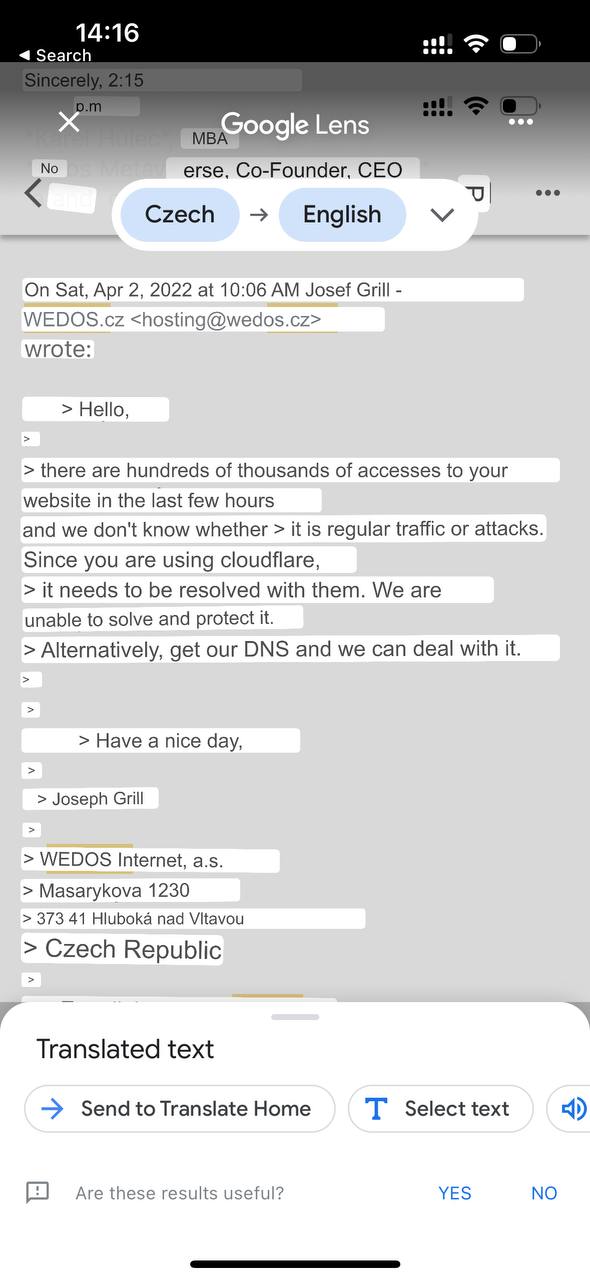 14:16
◀ Search
Sincerely, 2:15
p.m
Google Lens
MBA
No
erse, Co-Founder, CEO
Czech → English
On Sat, Apr 2, 2022 at 10:06 AM Josef Grill -
WEDOS.cz <hosting@wedos.cz>
wrote:
> Hello,
>
> there are hundreds of thousands of accesses to your
website in the last few hours
and we don't know whether > it is regular traffic or attacks.
Since you are using cloudflare,
> it needs to be resolved with them. We are
unable to solve and protect it.
> Alternatively, get our DNS and we can deal with it.
>
>
> Have a nice day,
>
> Joseph Grill
>
> WEDOS Internet, a.s.
> Masarykova 1230
> 373 41 Hluboká nad Vltavou
> Czech Republic
>
Translated text
Send to Translate Home
Select text
Are these results useful?
YES
NO